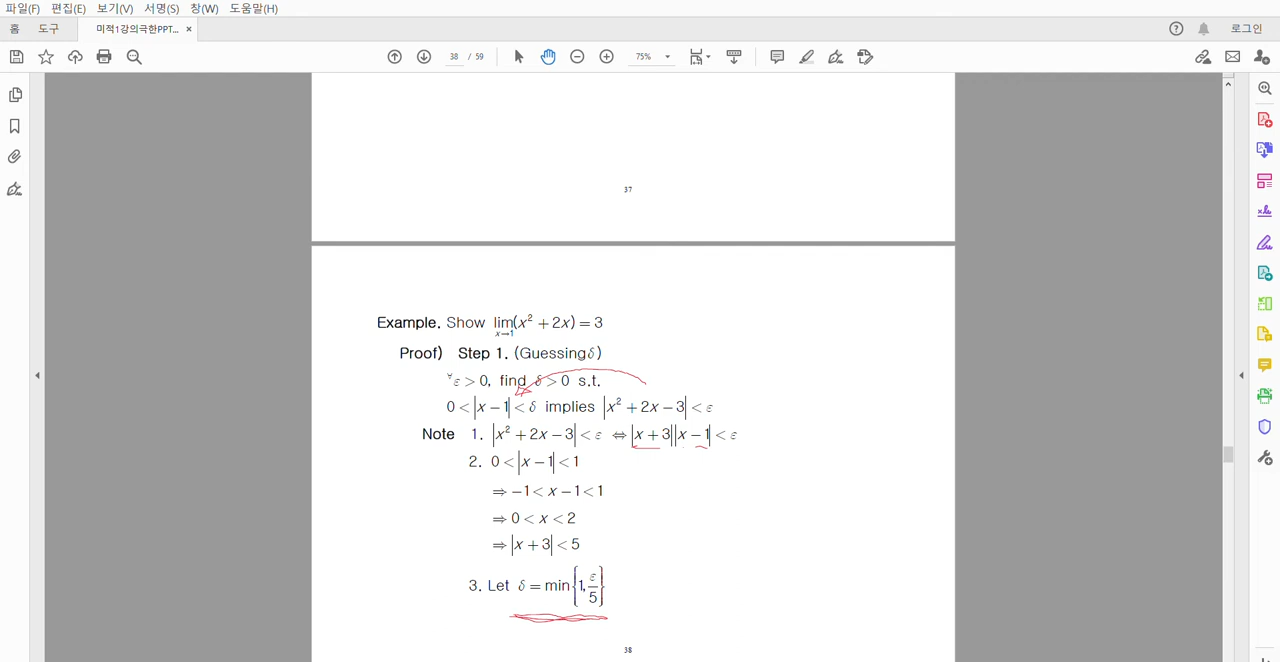 파일(F) 편집(E) 보기(V) 서명(S) 창(W) 도움말(H)
홈 도구 미적1강의극한PPT... × 로그인
38 / 59 75%
37
Example. Show lim(x² + 2x) = 3
x→1
Proof) Step 1. (Guessing δ)
∀ε > 0, find δ > 0 s.t.
0 < |x − 1| < δ implies |x² + 2x − 3| < ε
Note 1. |x² + 2x − 3| < ε ⇔ |x + 3||x − 1| < ε
2. 0 < |x − 1| < 1
⇒ −1 < x − 1 < 1
⇒ 0 < x < 2
⇒ |x + 3| < 5
3. Let δ = min{1, ε/5}
38